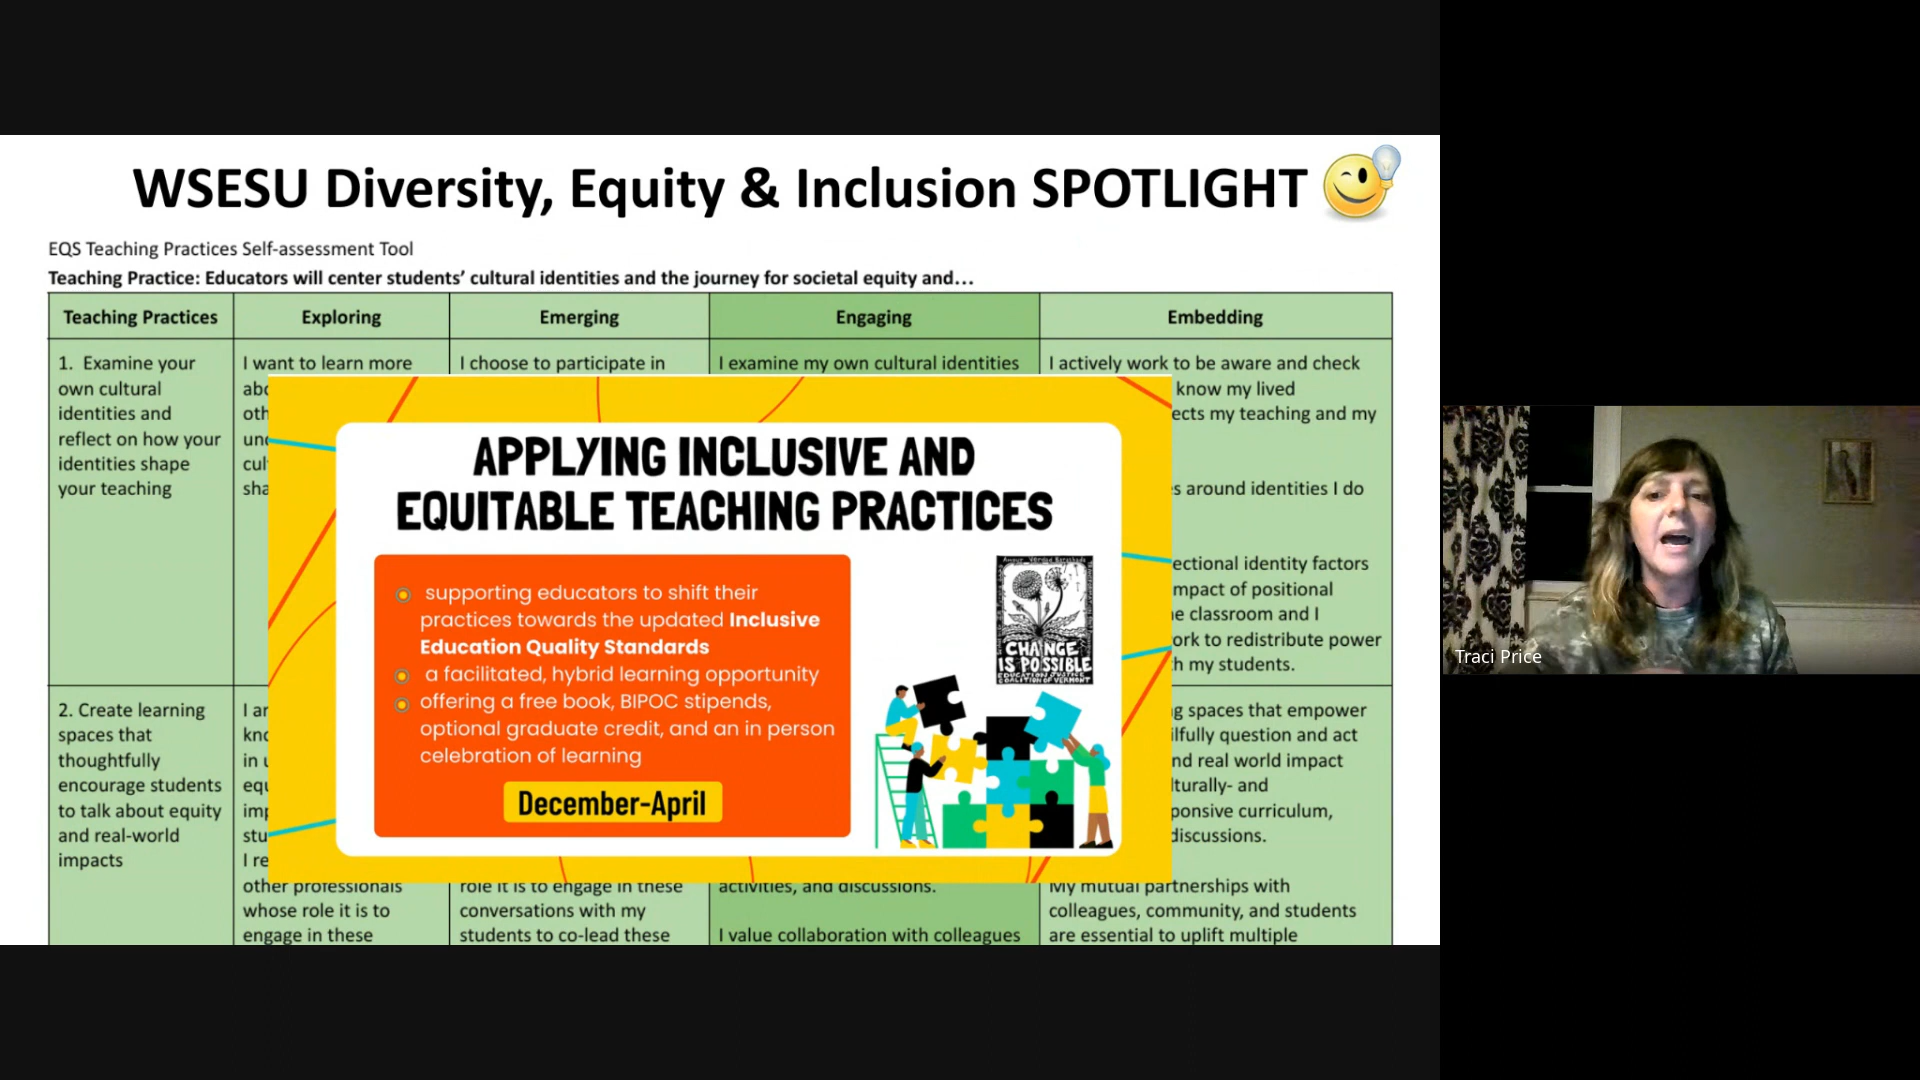 WSESU Diversity, Equity & Inclusion SPOTLIGHT
EQS Teaching Practices Self-assessment Tool
Teaching Practice: Educators will center students' cultural identities and the journey for societal equity and…
Teaching Practices
Exploring
Emerging
Engaging
Embedding
1. Examine your
own cultural
identities and
reflect on how your
identities shape
your teaching
I want to learn more
I choose to participate in
I examine my own cultural identities
I actively work to be aware and check
know my lived
my teaching and my
around identities I do
identity factors
of positional
classroom and I
to redistribute power
my students.
APPLYING INCLUSIVE AND
EQUITABLE TEACHING PRACTICES
supporting educators to shift their
practices towards the updated Inclusive
Education Quality Standards
a facilitated, hybrid learning opportunity
offering a free book, BIPOC stipends,
optional graduate credit, and an in person
celebration of learning
December-April
CHANGE
IS POSSIBLE
EDUCATION JUSTICE
COALITION OF VERMONT
2. Create learning
spaces that
thoughtfully
encourage students
to talk about equity
and real-world
impacts
I
in
I
other professionals
whose role it is to
engage in these
role it is to engage in these
conversations with my
students to co-lead these
activities, and discussions.
I value collaboration with colleagues
spaces that empower
question and act
real world impact
and
curriculum,
discussions.
My mutual partnerships with
colleagues, community, and students
are essential to uplift multiple
Traci Price